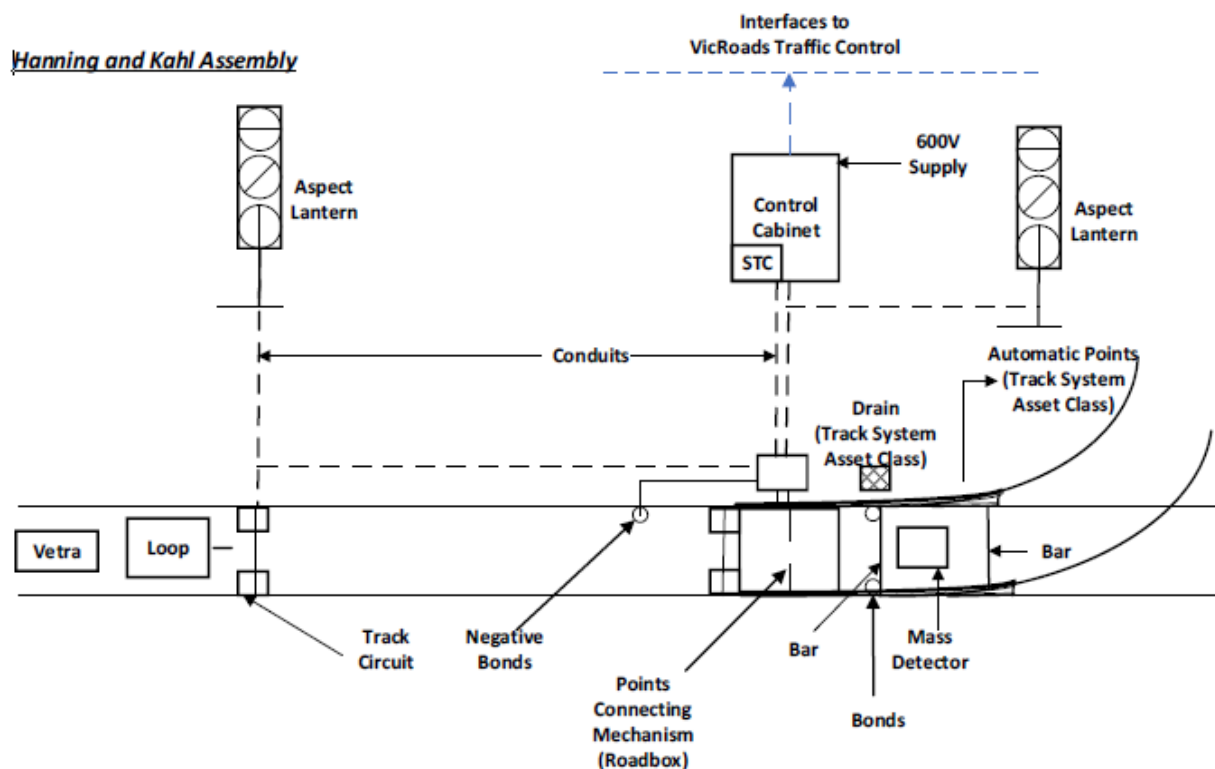 Hanning and Kahl Assembly
Interfaces to
VicRoads Traffic Control
600V
Supply
Aspect
Lantern
Control
Cabinet
STC
Aspect
Lantern
Conduits
Automatic Points
(Track System
Asset Class)
Drain
(Track System
Asset Class)
Vetra
Loop
Bar
Track
Circuit
Negative
Bonds
Points
Connecting
Mechanism
(Roadbox)
Bar
Mass
Detector
Bonds